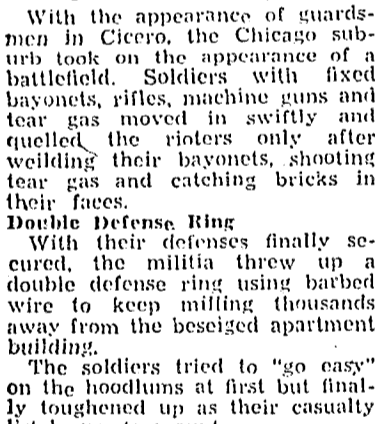 With the appearance of guards-
men in Cicero, the Chicago sub-
urb took on the appearance of a
battlefield. Soldiers with fixed
bayonets, rifles, machine guns and
tear gas moved in swiftly and
quelled the rioters only after
weilding their bayonets, shooting
tear gas and catching bricks in
their faces.
Double Defense Ring
With their defenses finally se-
cured, the militia threw up a
double defense ring using barbed
wire to keep milling thousands
away from the beseiged apartment
building.
The soldiers tried to "go easy"
on the hoodlums at first but final-
ly toughened up as their casualty